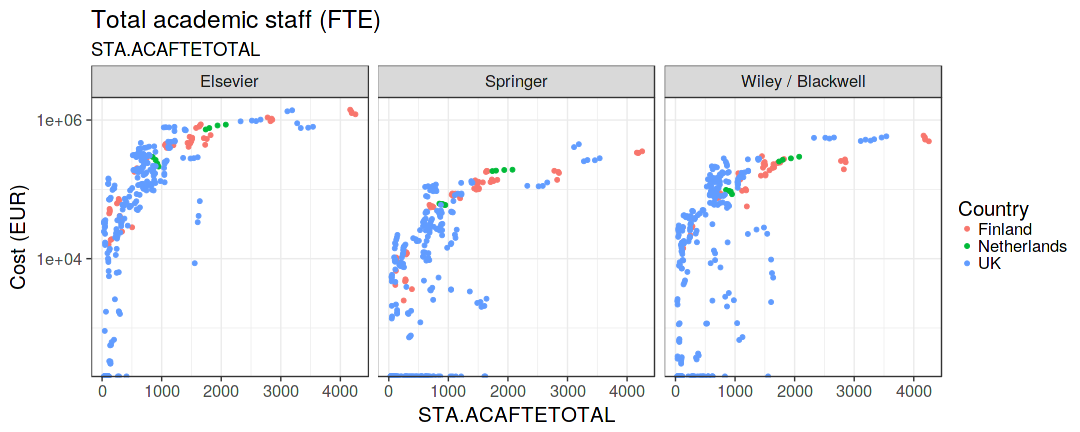 Total academic staff (FTE)
STA.ACAFTETOTAL
Elsevier Springer Wiley / Blackwell
Cost (EUR)
1e+06
1e+04
0 1000 2000 3000 4000 0 1000 2000 3000 4000 0 1000 2000 3000 4000
STA.ACAFTETOTAL
Country
Finland
Netherlands
UK